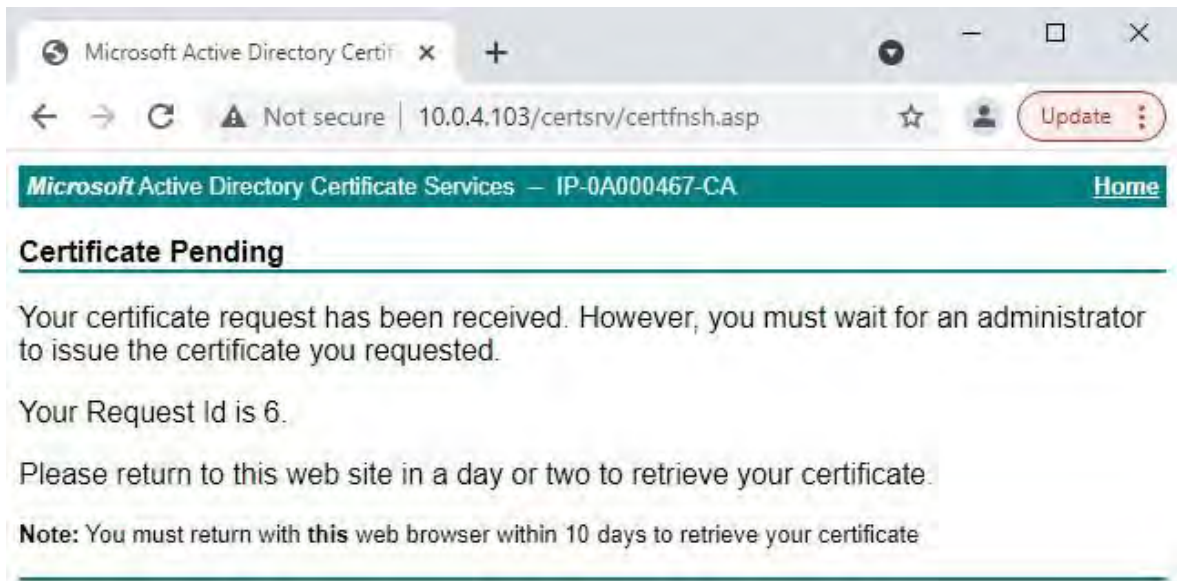 Microsoft Active Directory Certif
Not secure | 10.0.4.103/certsrv/certfnsh.asp
Update
Microsoft Active Directory Certificate Services – IP-0A000467-CA
Home
Certificate Pending
Your certificate request has been received. However, you must wait for an administrator
to issue the certificate you requested.
Your Request Id is 6.
Please return to this web site in a day or two to retrieve your certificate.
Note: You must return with this web browser within 10 days to retrieve your certificate